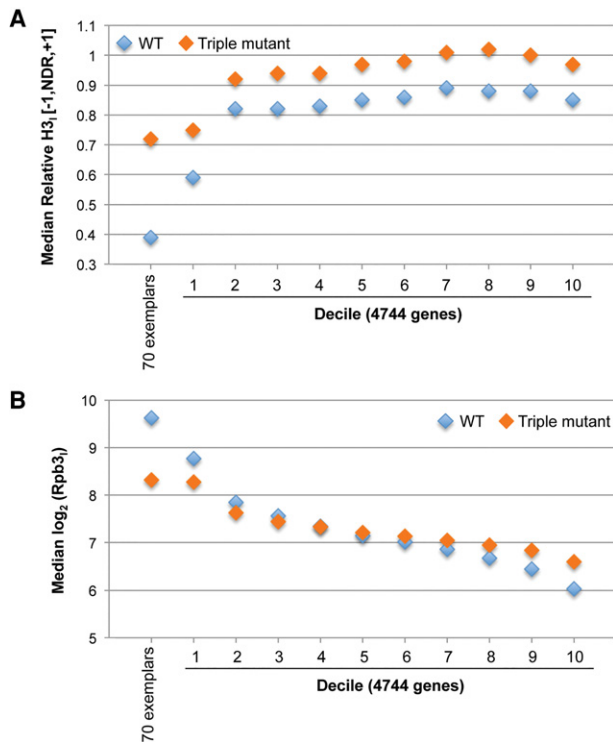 A
Median Relative H3I [-1,NDR,+1]
1.1
1
0.9
0.8
0.7
0.6
0.5
0.4
0.3
WT
Triple mutant
70 exemplars
1 2 3 4 5 6 7 8 9 10
Decile (4744 genes)
B
Median log2 (Rpb3I)
10
9
8
7
6
5
WT
Triple mutant
70 exemplars
1 2 3 4 5 6 7 8 9 10
Decile (4744 genes)